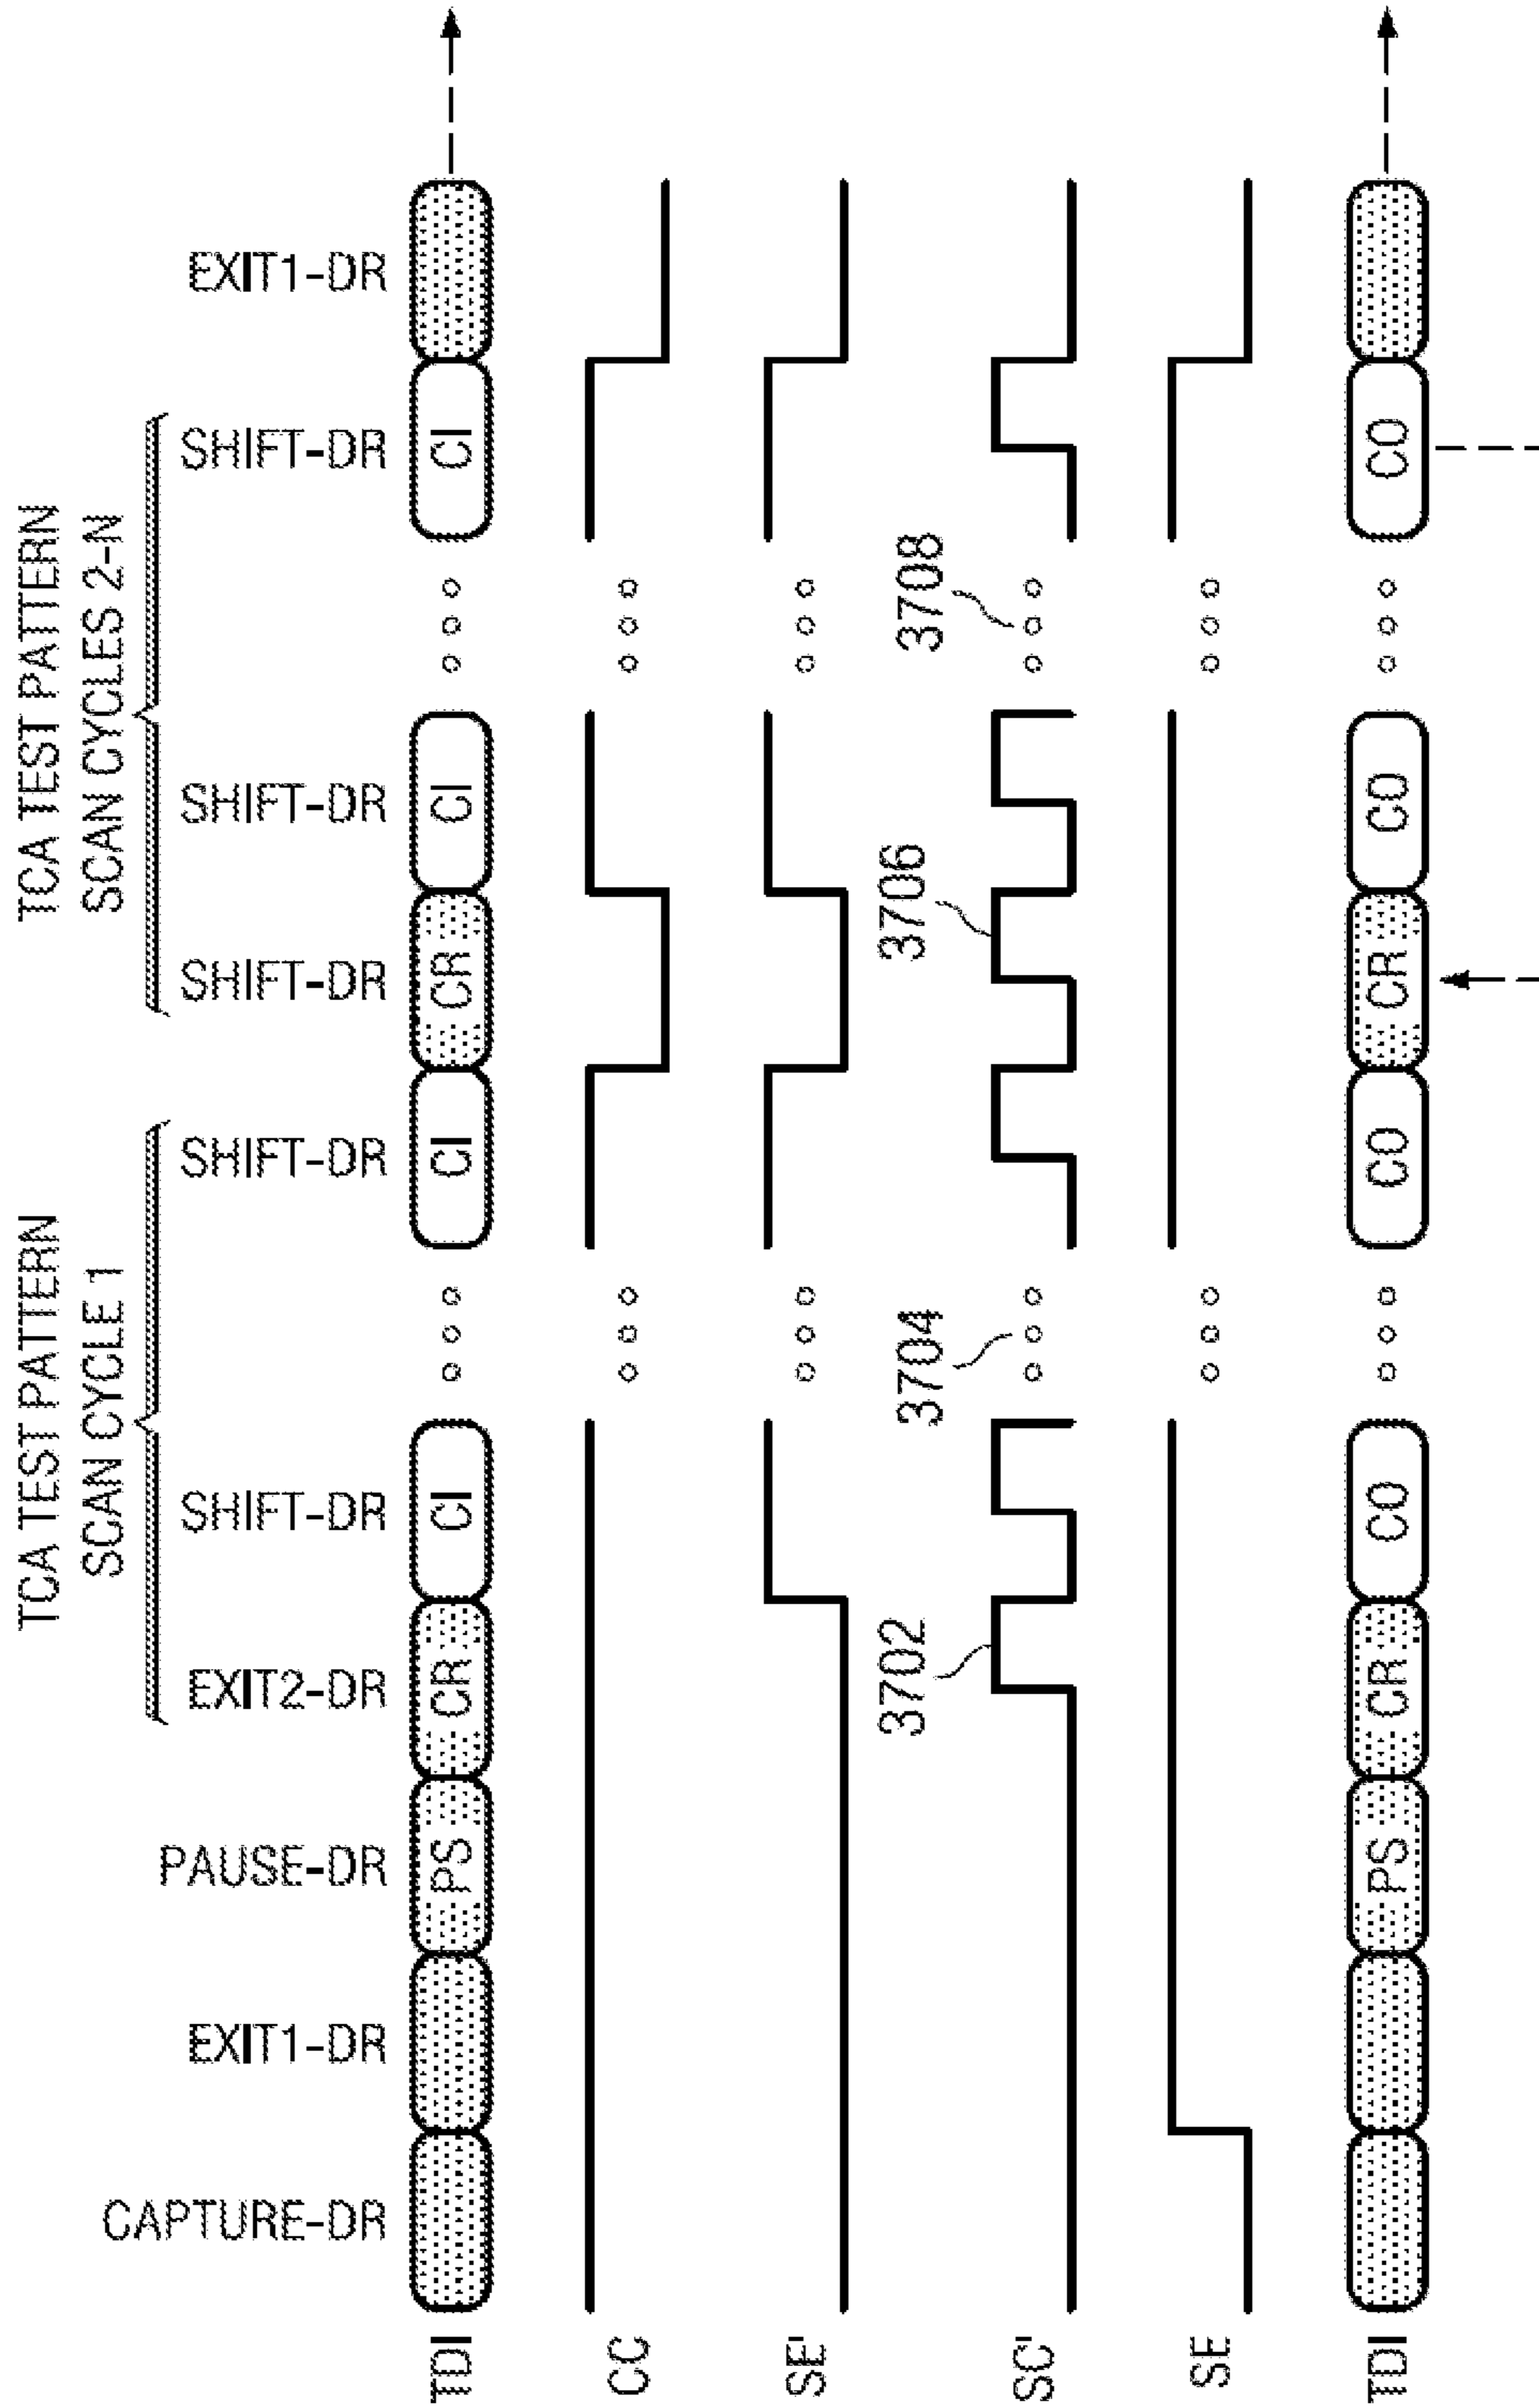 TCA TEST PATTERN
SCAN CYCLE 1
TCA TEST PATTERN
SCAN CYCLES 2-N
CAPTURE-DR EXIT1-DR PAUSE-DR EXIT2-DR SHIFT-DR SHIFT-DR SHIFT-DR SHIFT-DR SHIFT-DR EXIT1-DR
TDI PS CR CI CI CR CI CI
CC
SE'
3702 3704 3706 3708
SC'
SE
TDI PS CR CO CO CR CO CO